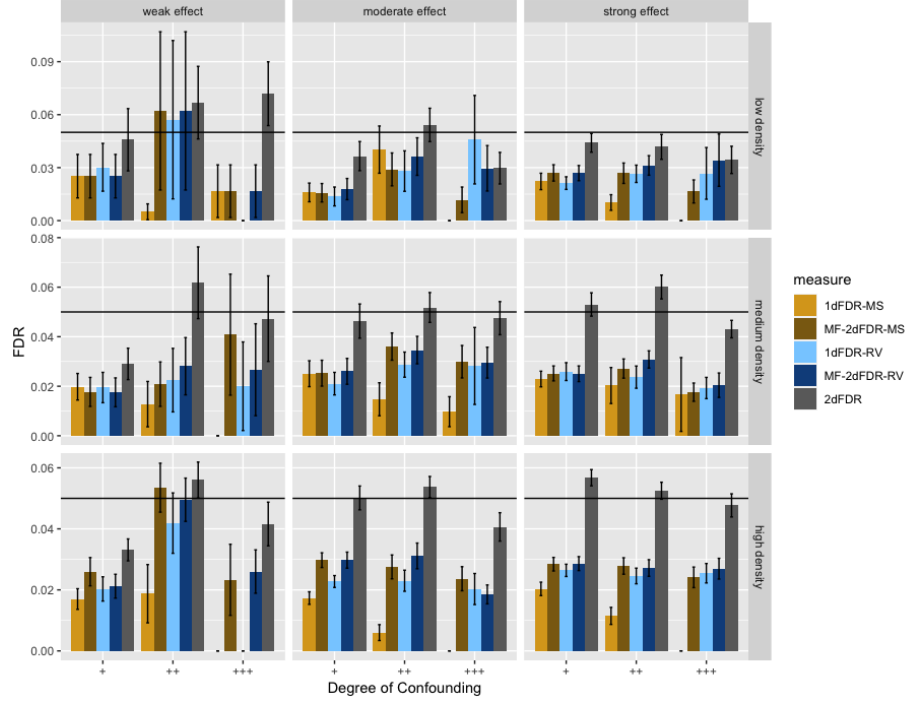 weak effect moderate effect strong effect
0.09
0.06
0.03
0.00
low density
0.08
0.06
0.04
0.02
0.00
medium density
0.06
0.04
0.02
0.00
high density
FDR
+ ++ +++ + ++ +++ + ++ +++
Degree of Confounding
measure
1dFDR-MS
MF-2dFDR-MS
1dFDR-RV
MF-2dFDR-RV
2dFDR